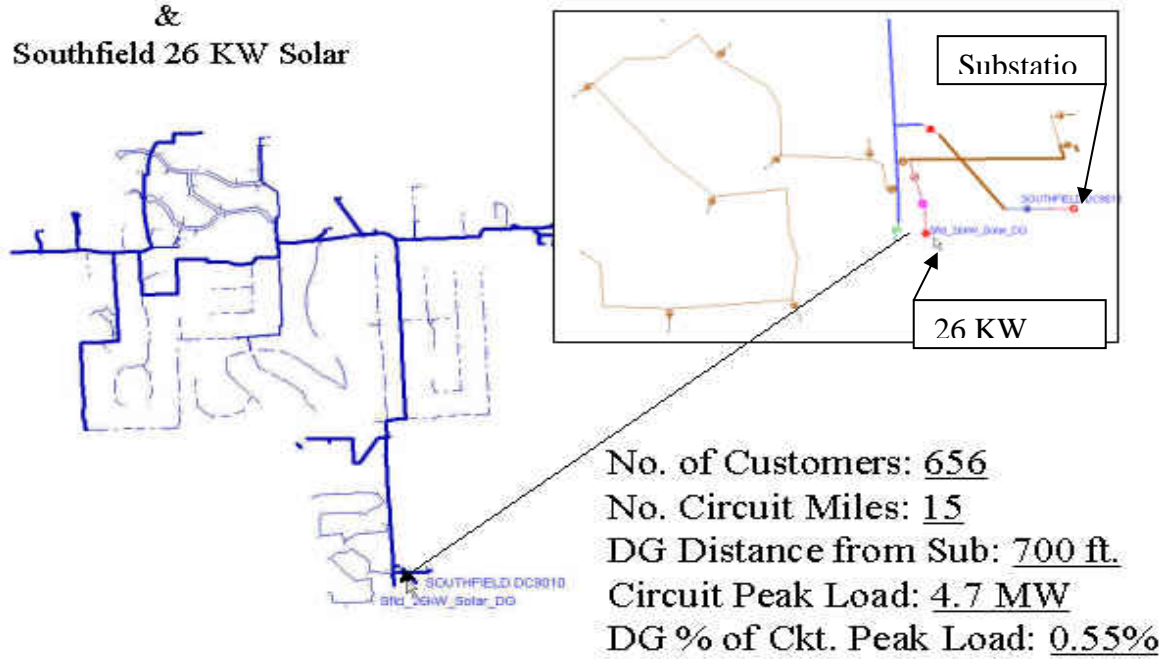 &
Southfield 26 KW Solar
Substatio
SOUTHFIELD DC9011
Sfld_26kW_Solar_DG
26 KW
No. of Customers: 656
No. Circuit Miles: 15
DG Distance from Sub: 700 ft.
Circuit Peak Load: 4.7 MW
DG % of Ckt. Peak Load: 0.55%
SOUTHFIELD DC9010
Sfld_26kW_Solar_DG